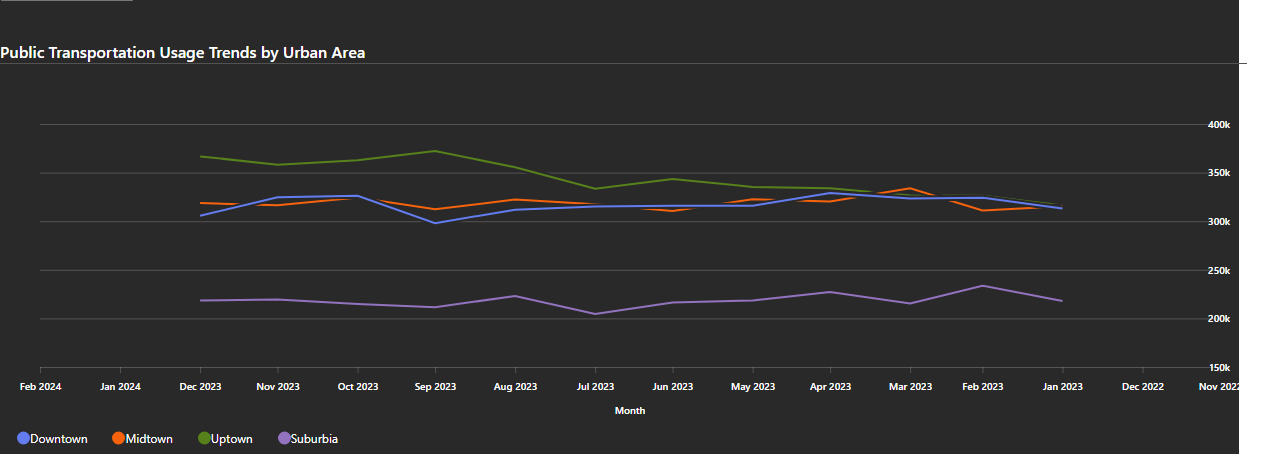 Public Transportation Usage Trends by Urban Area
400k
350k
300k
250k
200k
150k
Feb 2024 Jan 2024 Dec 2023 Nov 2023 Oct 2023 Sep 2023 Aug 2023 Jul 2023 Jun 2023 May 2023 Apr 2023 Mar 2023 Feb 2023 Jan 2023 Dec 2022 Nov 2022
Month
Downtown Midtown Uptown Suburbia